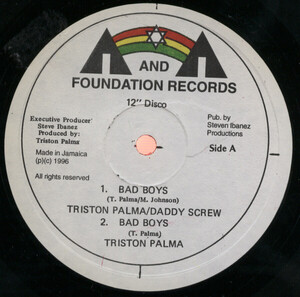 A AND A
FOUNDATION RECORDS
12" Disco
Executive Producer
Steve Ibanez
Produced by:
Triston Palma
Pub. by
Steven Ibanez
Productions
Made in Jamaica
(p)(c) 1996
Side A
All rights reserved
1. BAD BOYS
(T. Palma/M. Johnson)
TRISTON PALMA/DADDY SCREW
2. BAD BOYS
(T. Palma)
TRISTON PALMA